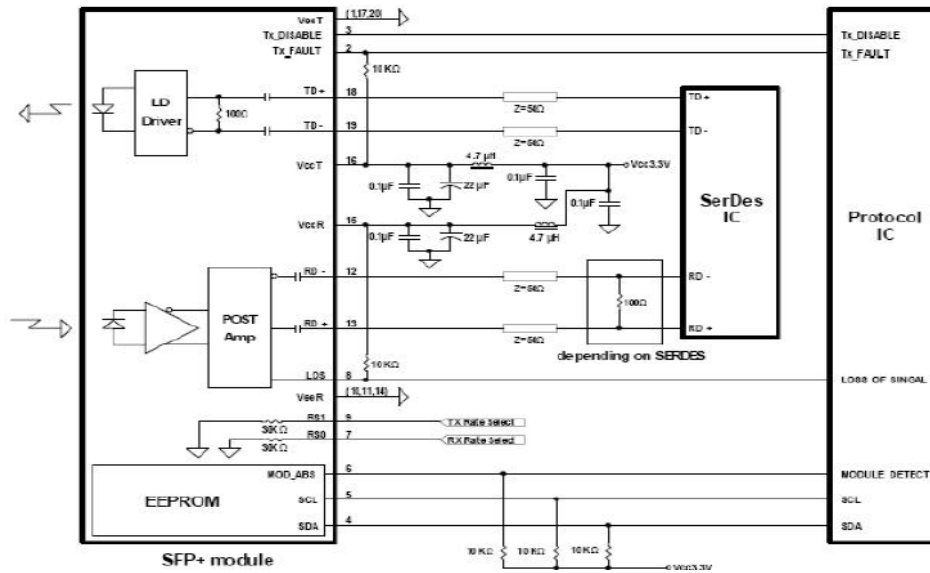 VeeT (1,17,20)
Tx_DISABLE 3 Tx_DISABLE
Tx_FAULT 2 Tx_FAULT
10KΩ
LD Driver
100Ω
TD+ 18 Z=50Ω TD+
TD- 19 Z=50Ω TD-
VccT 16 4.7 µH Vcc3.3V
0.1µF 22 µF 0.1µF 0.1µF
SerDes IC
Protocol IC
VccR 15
0.1µF 22 µF 4.7 µH
RD - 12 Z=50Ω RD -
POST Amp
100Ω
RD + 13 Z=50Ω RD +
depending on SERDES
10KΩ
LOS 8 LOSS OF SINGAL
VeeR (10,11,14)
RS1 9 TX Rate Select
30KΩ
RS0 7 RX Rate Select
30KΩ
EEPROM
MOD_ABS 6 MODULE DETECT
SCL 5 SCL
SDA 4 SDA
10KΩ 10KΩ 10KΩ
Vcc3.3V
SFP+ module